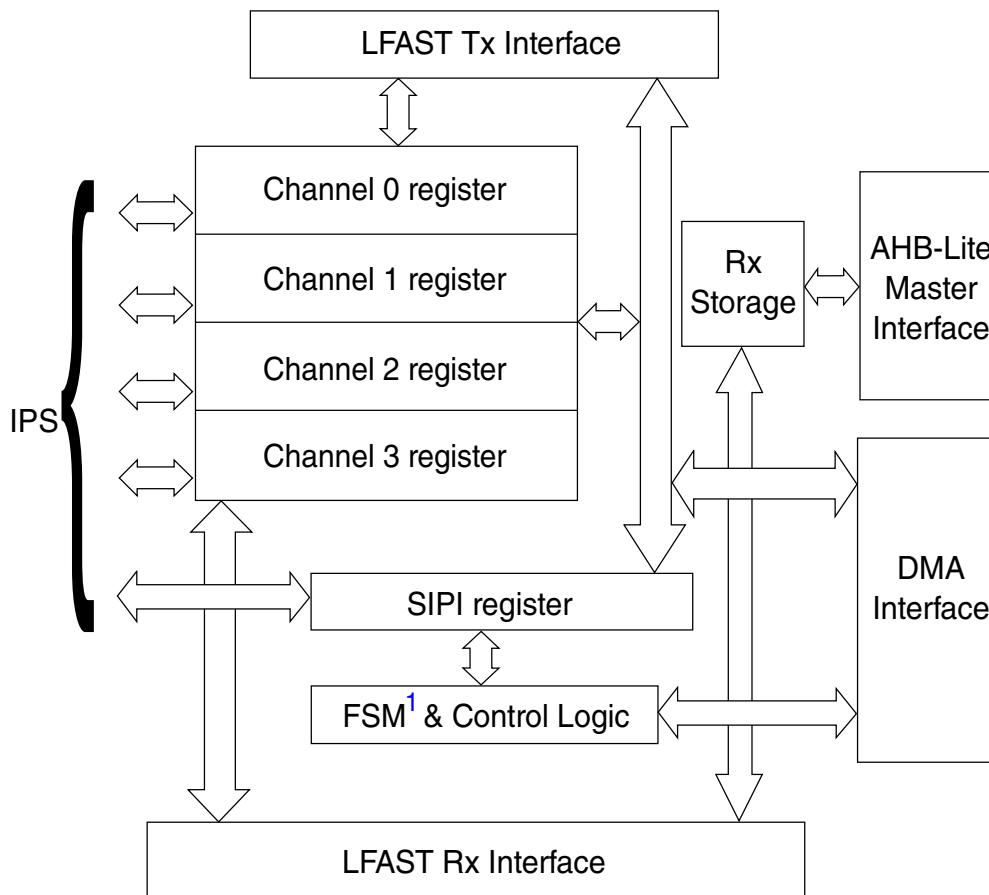 LFAST Tx Interface
Channel 0 register
Channel 1 register
Channel 2 register
Channel 3 register
IPS
Rx
Storage
AHB-Lite
Master
Interface
DMA
Interface
SIPI register
FSM1 & Control Logic
LFAST Rx Interface